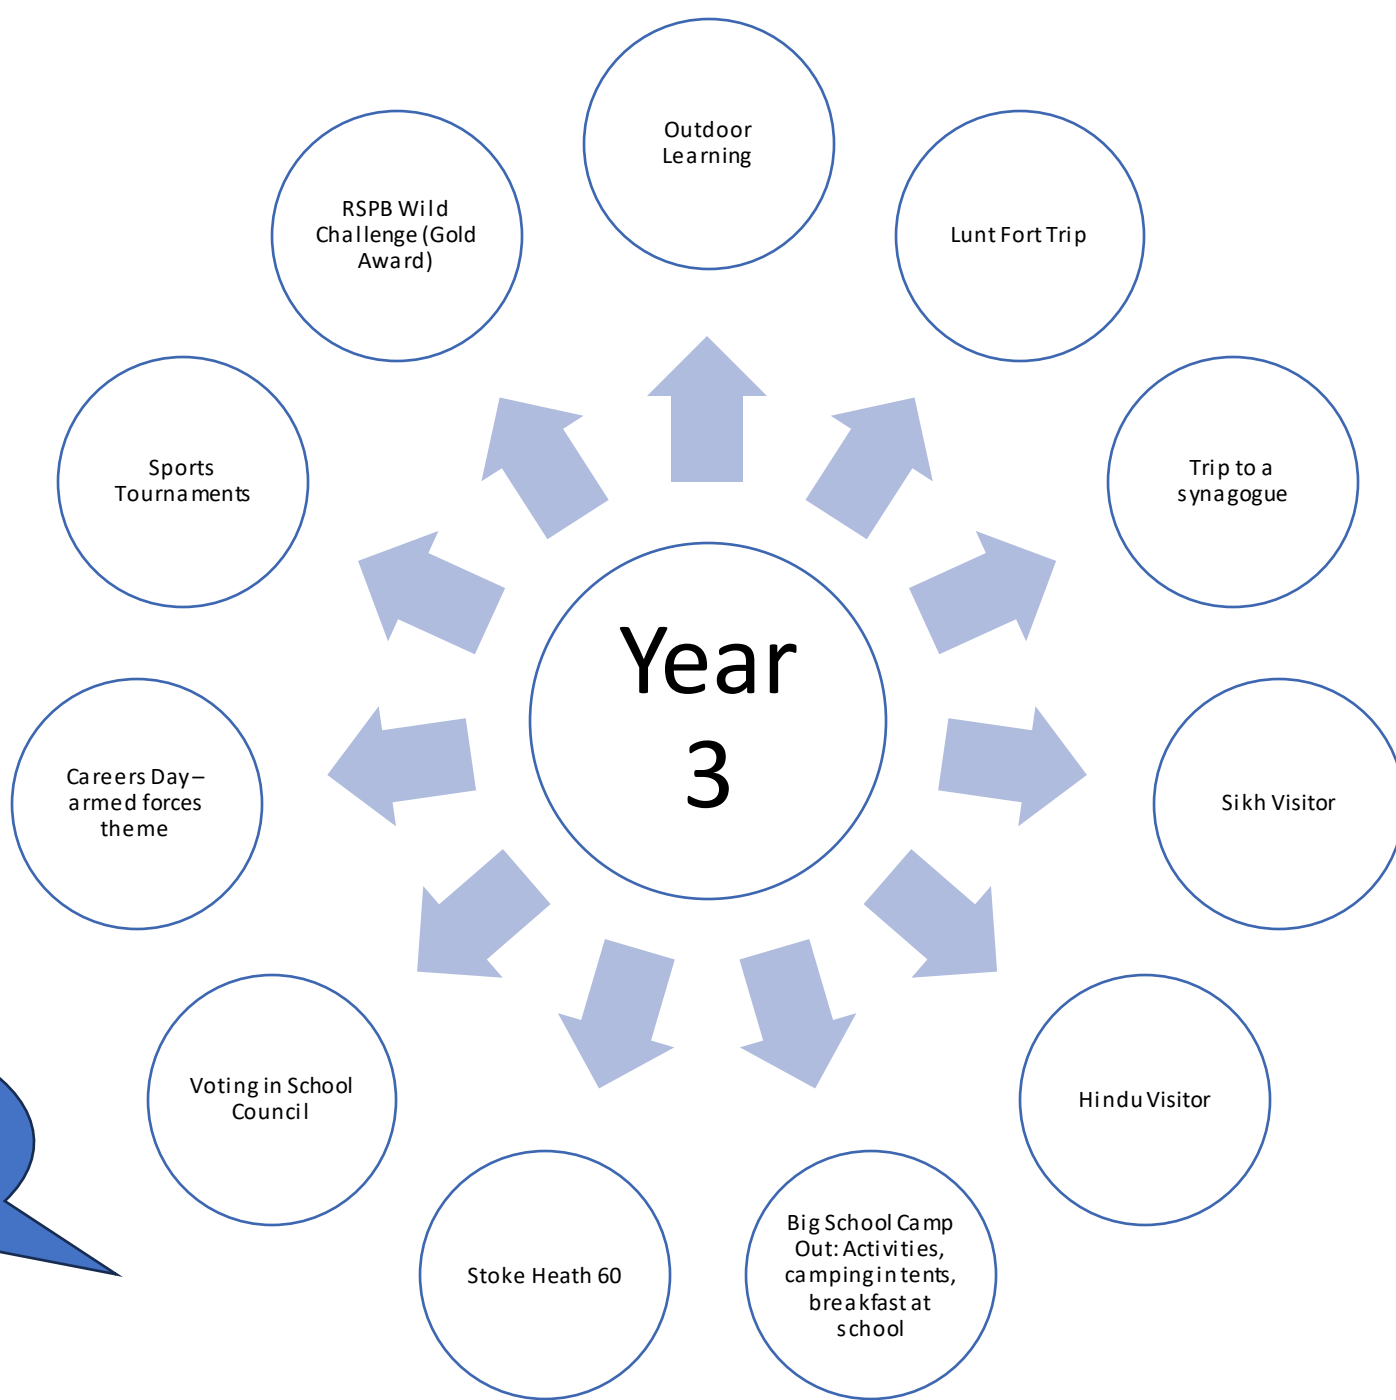 Outdoor
Learning
Lunt Fort Trip
Trip to a
synagogue
Sikh Visitor
Hindu Visitor
Big School Camp
Out: Activities,
camping in tents,
breakfast at
school
Stoke Heath 60
Voting in School
Council
Careers Day –
armed forces
theme
Sports
Tournaments
RSPB Wild
Challenge (Gold
Award)
Year
3